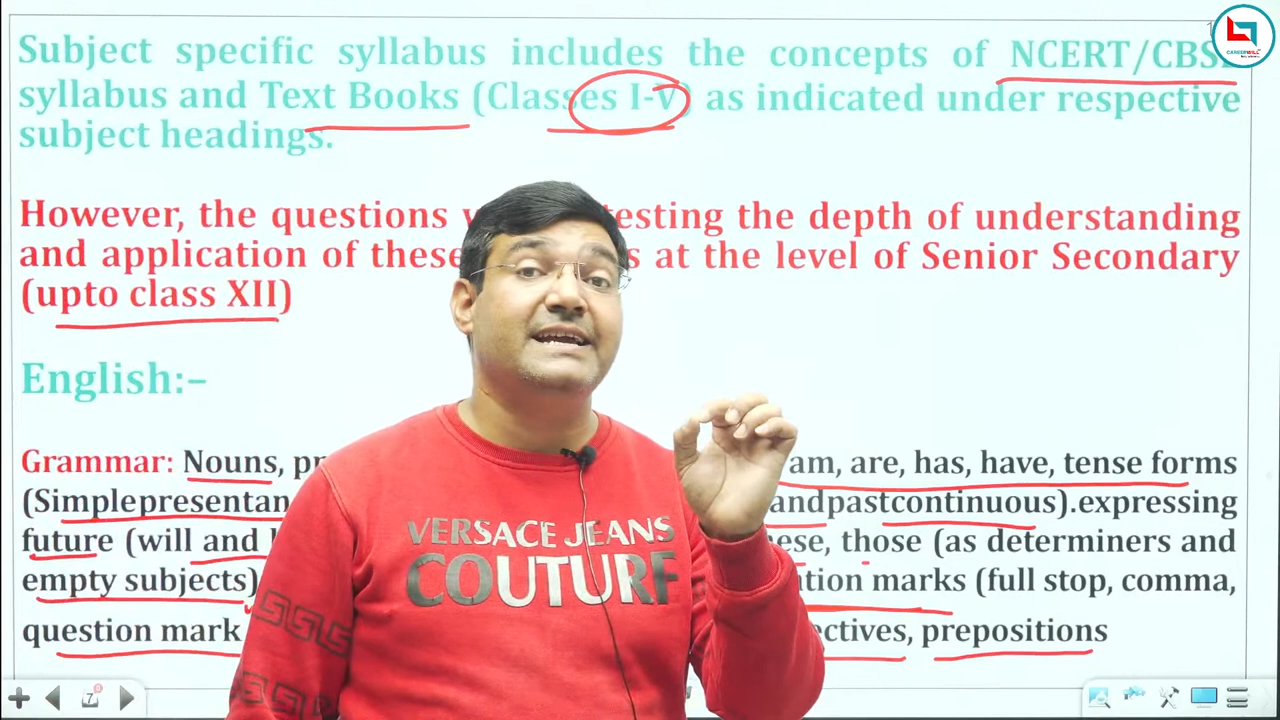 Subject specific syllabus includes the concepts of NCERT/CBSE
syllabus and Text Books (Classes I-V) as indicated under respective
subject headings.
However, the questions testing the depth of understanding
and application of these at the level of Senior Secondary
(upto class XII)
English:–
Grammar: Nouns, am, are, has, have, tense forms
(Simplepresentan andpastcontinuous).expressing
future (will and those (as determiners and
empty subjects) marks (full stop, comma,
question mark prepositions
VERSACE JEANS
COUTURE
CAREERWILL
7